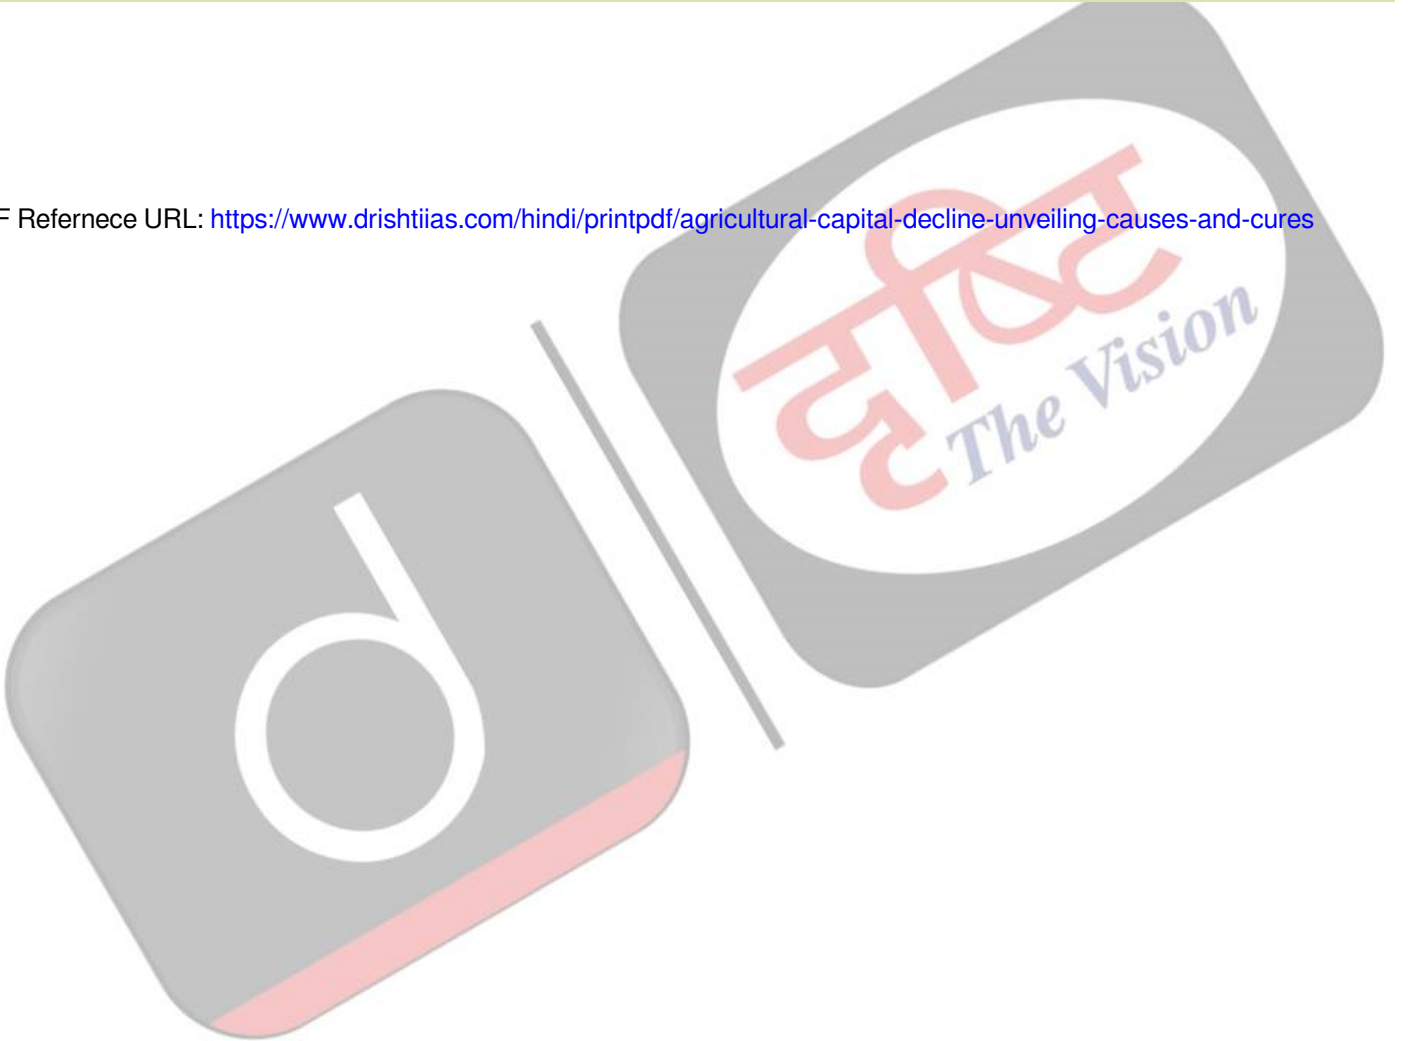 F Refernece URL: https://www.drishtiias.com/hindi/printpdf/agricultural-capital-decline-unveiling-causes-and-cures
दृष्टि
The Vision
d